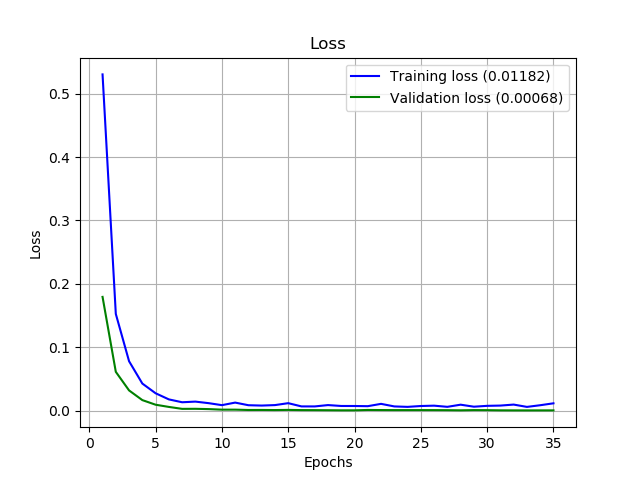 Loss
Training loss (0.01182)
Validation loss (0.00068)
Loss
0.5
0.4
0.3
0.2
0.1
0.0
0 5 10 15 20 25 30 35
Epochs